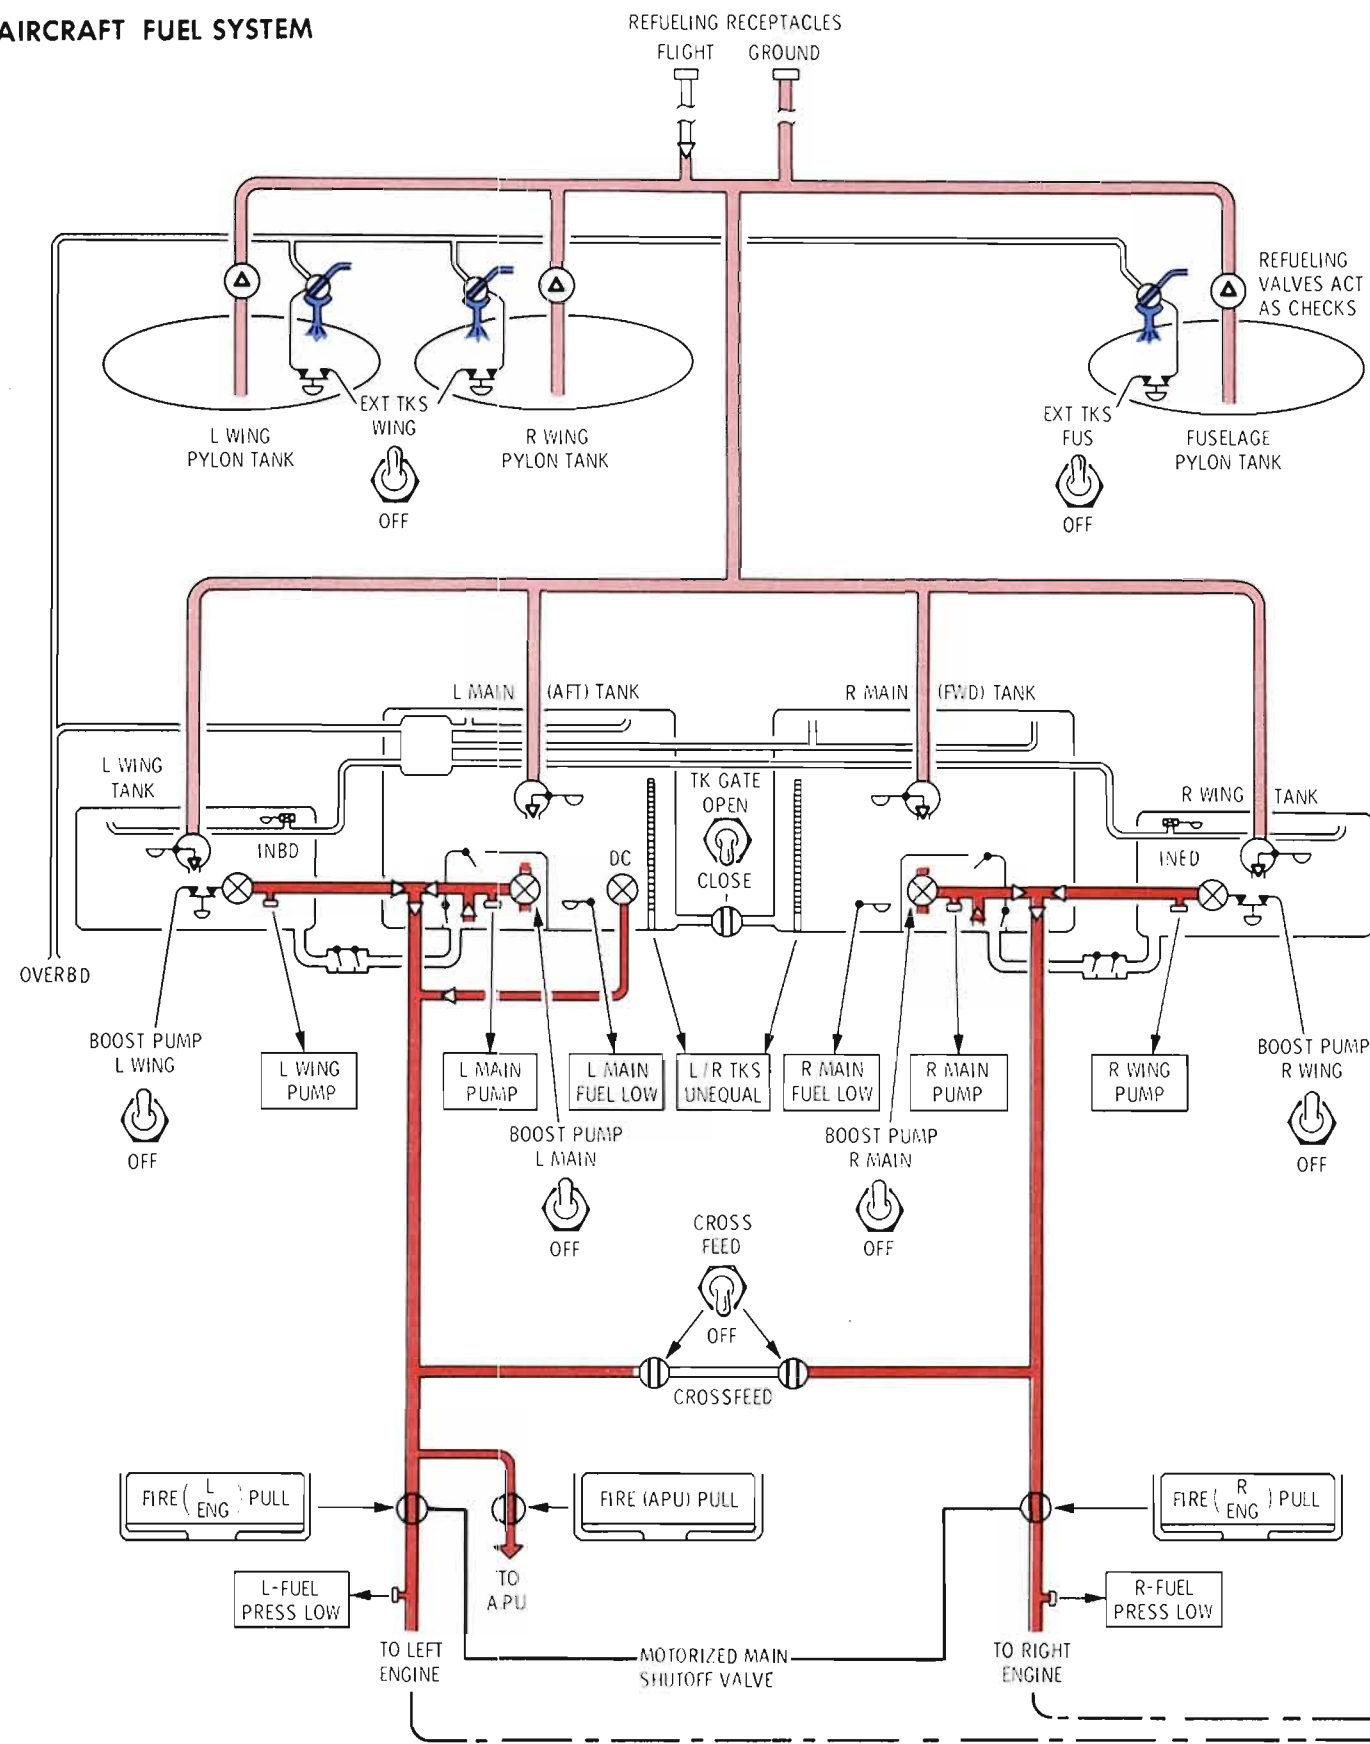 AIRCRAFT FUEL SYSTEM
REFUELING RECEPTACLES
FLIGHT GROUND
REFUELING
VALVES ACT
AS CHECKS
EXT TKS
WING
OFF
L WING
PYLON TANK
R WING
PYLON TANK
EXT TKS
FUS
OFF
FUSELAGE
PYLON TANK
L MAIN (AFT) TANK
R MAIN (FWD) TANK
L WING
TANK
TK GATE
OPEN
CLOSE
R WING TANK
INBD
DC
INED
OVERBD
BOOST PUMP
L WING
OFF
L WING
PUMP
L MAIN
PUMP
L MAIN
FUEL LOW
L/R TKS
UNEQUAL
R MAIN
FUEL LOW
R MAIN
PUMP
R WING
PUMP
BOOST PUMP
R WING
OFF
BOOST PUMP
L MAIN
OFF
BOOST PUMP
R MAIN
OFF
CROSS
FEED
OFF
CROSSFEED
FIRE ( L ENG ) PULL
FIRE (APU) PULL
FIRE ( R ENG ) PULL
TO
APU
L-FUEL
PRESS LOW
R-FUEL
PRESS LOW
TO LEFT
ENGINE
MOTORIZED MAIN
SHUTOFF VALVE
TO RIGHT
ENGINE